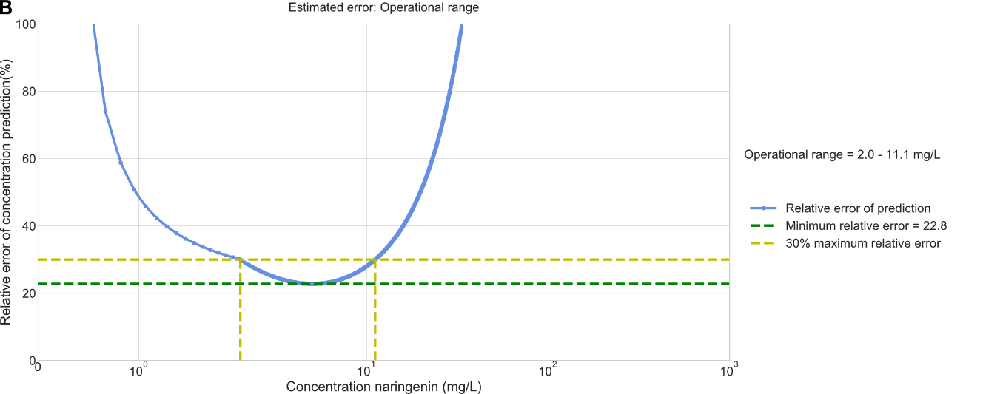 B
Estimated error: Operational range
Relative error of concentration prediction(%)
100
80
60
40
20
0
0
10^0
10^1
10^2
10^3
Concentration naringenin (mg/L)
Operational range = 2.0 - 11.1 mg/L
Relative error of prediction
Minimum relative error = 22.8
30% maximum relative error